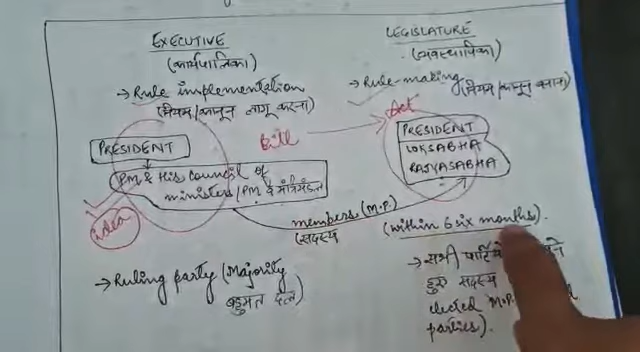 EXECUTIVE
(कार्यपालिका)
→ Rule implementation
(नियम/कानून लागू करना)
PRESIDENT
PM & His Council of
ministers/PM & मंत्रिमंडल
idea
→ Ruling party (Majority
बहुमत दल)
Bill
members (M.P)
(सदस्य
LEGISLATURE
(व्यवस्थापिका)
→ Rule-making
(नियम/कानून बनाना)
Act
PRESIDENT
LOKSABHA
RAJYASABHA
(within 6 six months).
→ सभी
हुए सदस्य
elected M.P.
parties).